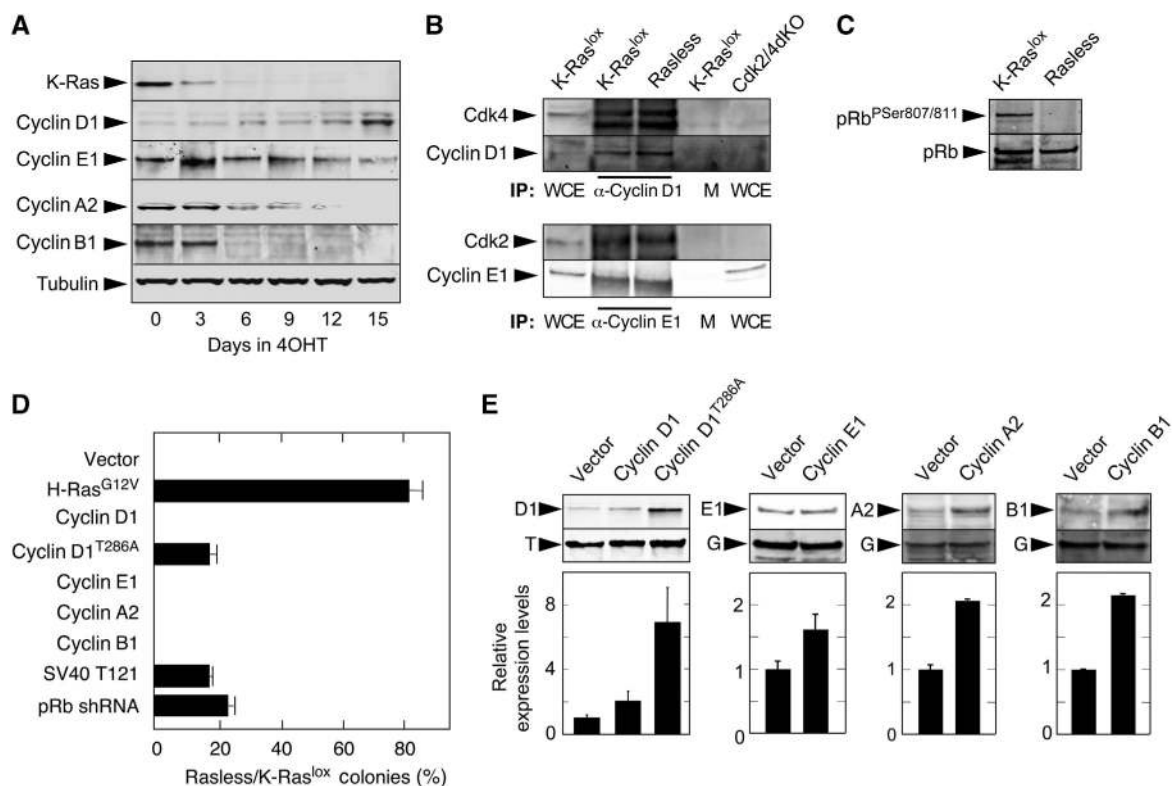 A
K-Ras
Cyclin D1
Cyclin E1
Cyclin A2
Cyclin B1
Tubulin
0 3 6 9 12 15
Days in 4OHT
B
K-Ras^lox K-Ras^lox Rasless K-Ras^lox Cdk2/4dKO
Cdk4
Cyclin D1
IP: WCE α-Cyclin D1 M WCE
Cdk2
Cyclin E1
IP: WCE α-Cyclin E1 M WCE
C
K-Ras^lox Rasless
pRb^PSer807/811
pRb
D
Vector
H-Ras^G12V
Cyclin D1
Cyclin D1^T286A
Cyclin E1
Cyclin A2
Cyclin B1
SV40 T121
pRb shRNA
0 20 40 60 80
Rasless/K-Ras^lox colonies (%)
E
Vector Cyclin D1 Cyclin D1^T286A
D1
T
Relative expression levels
8
4
2
0
Vector Cyclin E1
E1
G
2
1
0
Vector Cyclin A2
A2
G
2
1
0
Vector Cyclin B1
B1
G
2
1
0